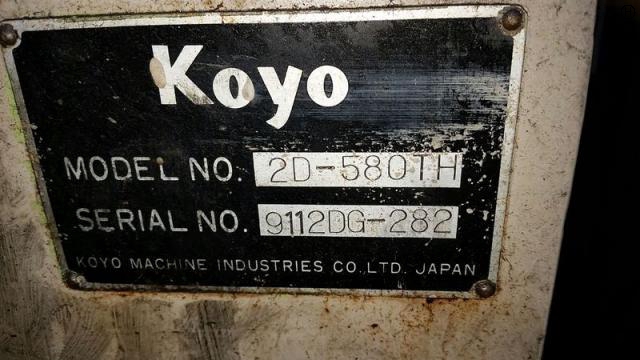 Koyo
MODEL NO. 2D-580TH
SERIAL NO. 9112DG-282
KOYO MACHINE INDUSTRIES CO.LTD. JAPAN